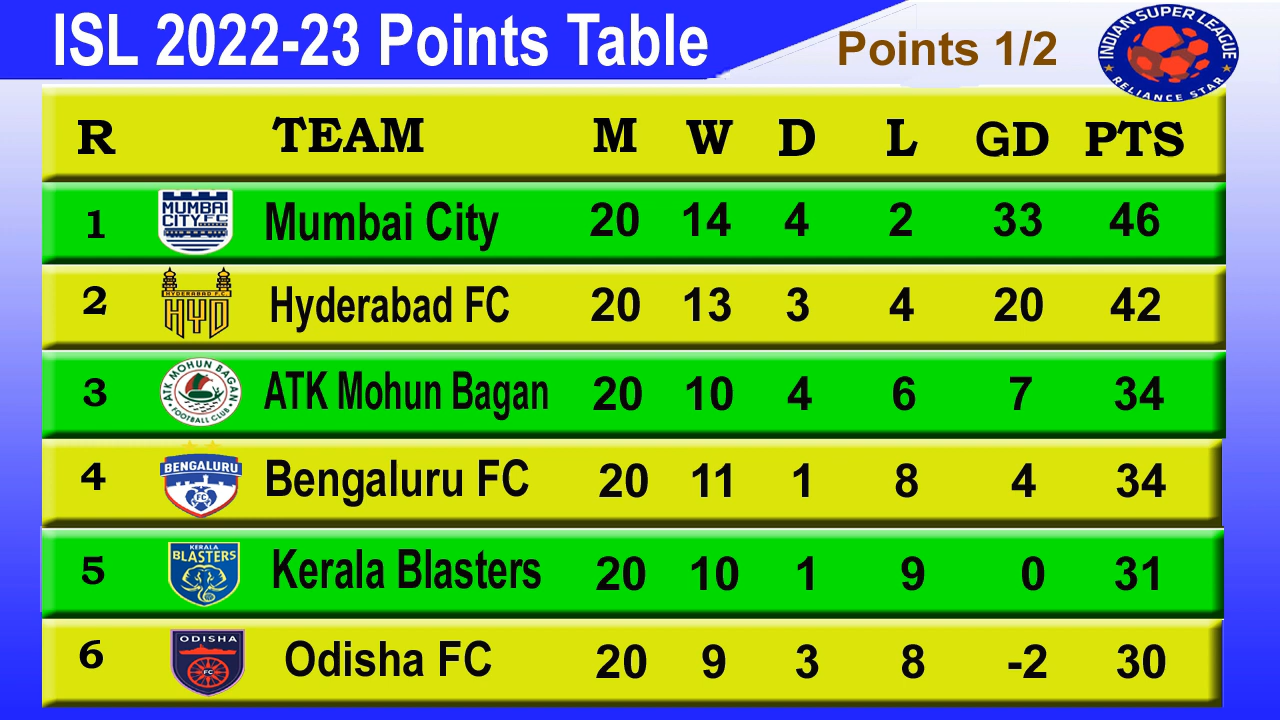 ISL 2022-23 Points Table
Points 1/2
INDIAN SUPER LEAGUE
RELIANCE STAR
R TEAM M W D L GD PTS
1 MUMBAI CITY FC Mumbai City 20 14 4 2 33 46
2 HYDERABAD F.C. HYD Hyderabad FC 20 13 3 4 20 42
3 ATK MOHUN BAGAN FOOTBALL CLUB ATK Mohun Bagan 20 10 4 6 7 34
4 BENGALURU FC Bengaluru FC 20 11 1 8 4 34
5 KERALA BLASTERS Kerala Blasters 20 10 1 9 0 31
6 ODISHA FC Odisha FC 20 9 3 8 -2 30